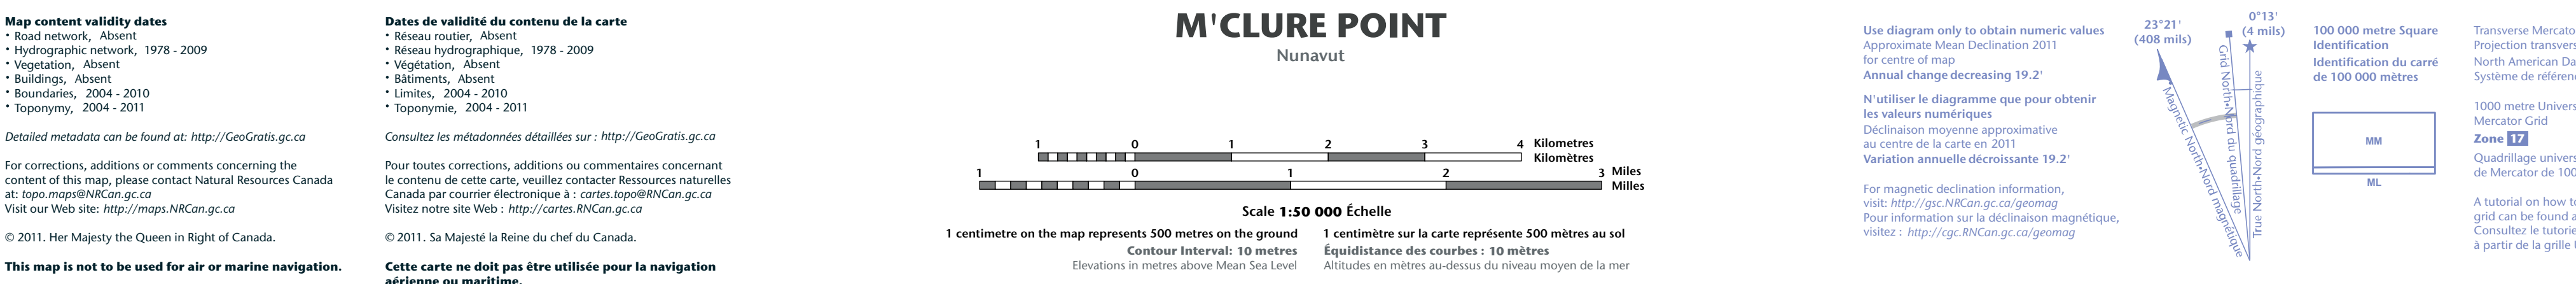 Map content validity dates
• Road network, Absent
• Hydrographic network, 1978 - 2009
• Vegetation, Absent
• Buildings, Absent
• Boundaries, 2004 - 2010
• Toponymy, 2004 - 2011
Detailed metadata can be found at: http://GeoGratis.gc.ca
For corrections, additions or comments concerning the
content of this map, please contact Natural Resources Canada
at: topo.maps@NRCan.gc.ca
Visit our Web site: http://maps.NRCan.gc.ca
© 2011. Her Majesty the Queen in Right of Canada.
This map is not to be used for air or marine navigation.
Dates de validité du contenu de la carte
• Réseau routier, Absent
• Réseau hydrographique, 1978 - 2009
• Végétation, Absent
• Bâtiments, Absent
• Limites, 2004 - 2010
• Toponymie, 2004 - 2011
Consultez les métadonnées détaillées sur : http://GeoGratis.gc.ca
Pour toutes corrections, additions ou commentaires concernant
le contenu de cette carte, veuillez contacter Ressources naturelles
Canada par courrier électronique à : cartes.topo@RNCan.gc.ca
Visitez notre site Web : http://cartes.RNCan.gc.ca
© 2011. Sa Majesté la Reine du chef du Canada.
Cette carte ne doit pas être utilisée pour la navigation
aérienne ou maritime.
M'CLURE POINT
Nunavut
1 0 1 2 3 4 Kilometres
Kilomètres
1 0 1 2 3 Miles
Milles
Scale 1:50 000 Échelle
1 centimetre on the map represents 500 metres on the ground
Contour Interval: 10 metres
Elevations in metres above Mean Sea Level
1 centimètre sur la carte représente 500 mètres au sol
Équidistance des courbes : 10 mètres
Altitudes en mètres au-dessus du niveau moyen de la mer
Use diagram only to obtain numeric values
Approximate Mean Declination 2011
for centre of map
Annual change decreasing 19.2'
N'utiliser le diagramme que pour obtenir
les valeurs numériques
Déclinaison moyenne approximative
au centre de la carte en 2011
Variation annuelle décroissante 19.2'
For magnetic declination information,
visit: http://gsc.NRCan.gc.ca/geomag
Pour information sur la déclinaison magnétique,
visitez : http://cgc.RNCan.gc.ca/geomag
23°21'
(408 mils)
0°13'
(4 mils)
Magnetic North•Nord magnétique
Grid North•Nord du quadrillage
True North•Nord géographique
100 000 metre Square
Identification
Identification du carré
de 100 000 mètres
MM
ML
Transverse Mercato
Projection transvers
North American Da
Système de référen
1000 metre Univers
Mercator Grid
Zone 17
Quadrillage univers
de Mercator de 100
A tutorial on how to
grid can be found a
Consultez le tutorie
à partir de la grille